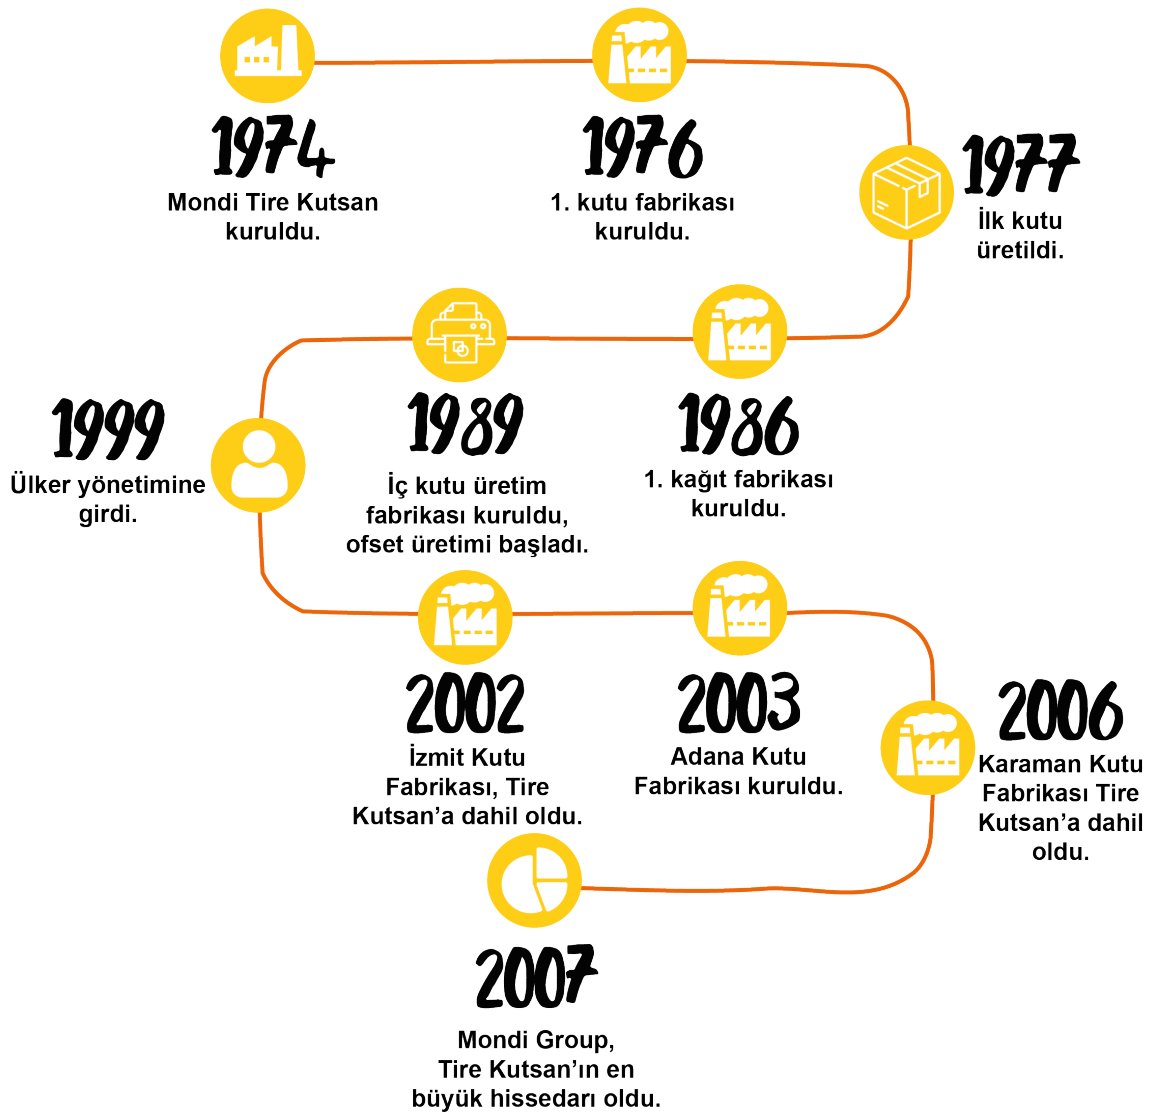 1974
Mondi Tire Kutsan
kuruldu.
1976
1. kutu fabrikası
kuruldu.
1977
İlk kutu
üretildi.
1986
1. kağıt fabrikası
kuruldu.
1989
İç kutu üretim
fabrikası kuruldu,
ofset üretimi başladı.
1999
Ülker yönetimine
girdi.
2002
İzmit Kutu
Fabrikası, Tire
Kutsan’a dahil oldu.
2003
Adana Kutu
Fabrikası kuruldu.
2006
Karaman Kutu
Fabrikası Tire
Kutsan’a dahil
oldu.
2007
Mondi Group,
Tire Kutsan’ın en
büyük hissedarı oldu.